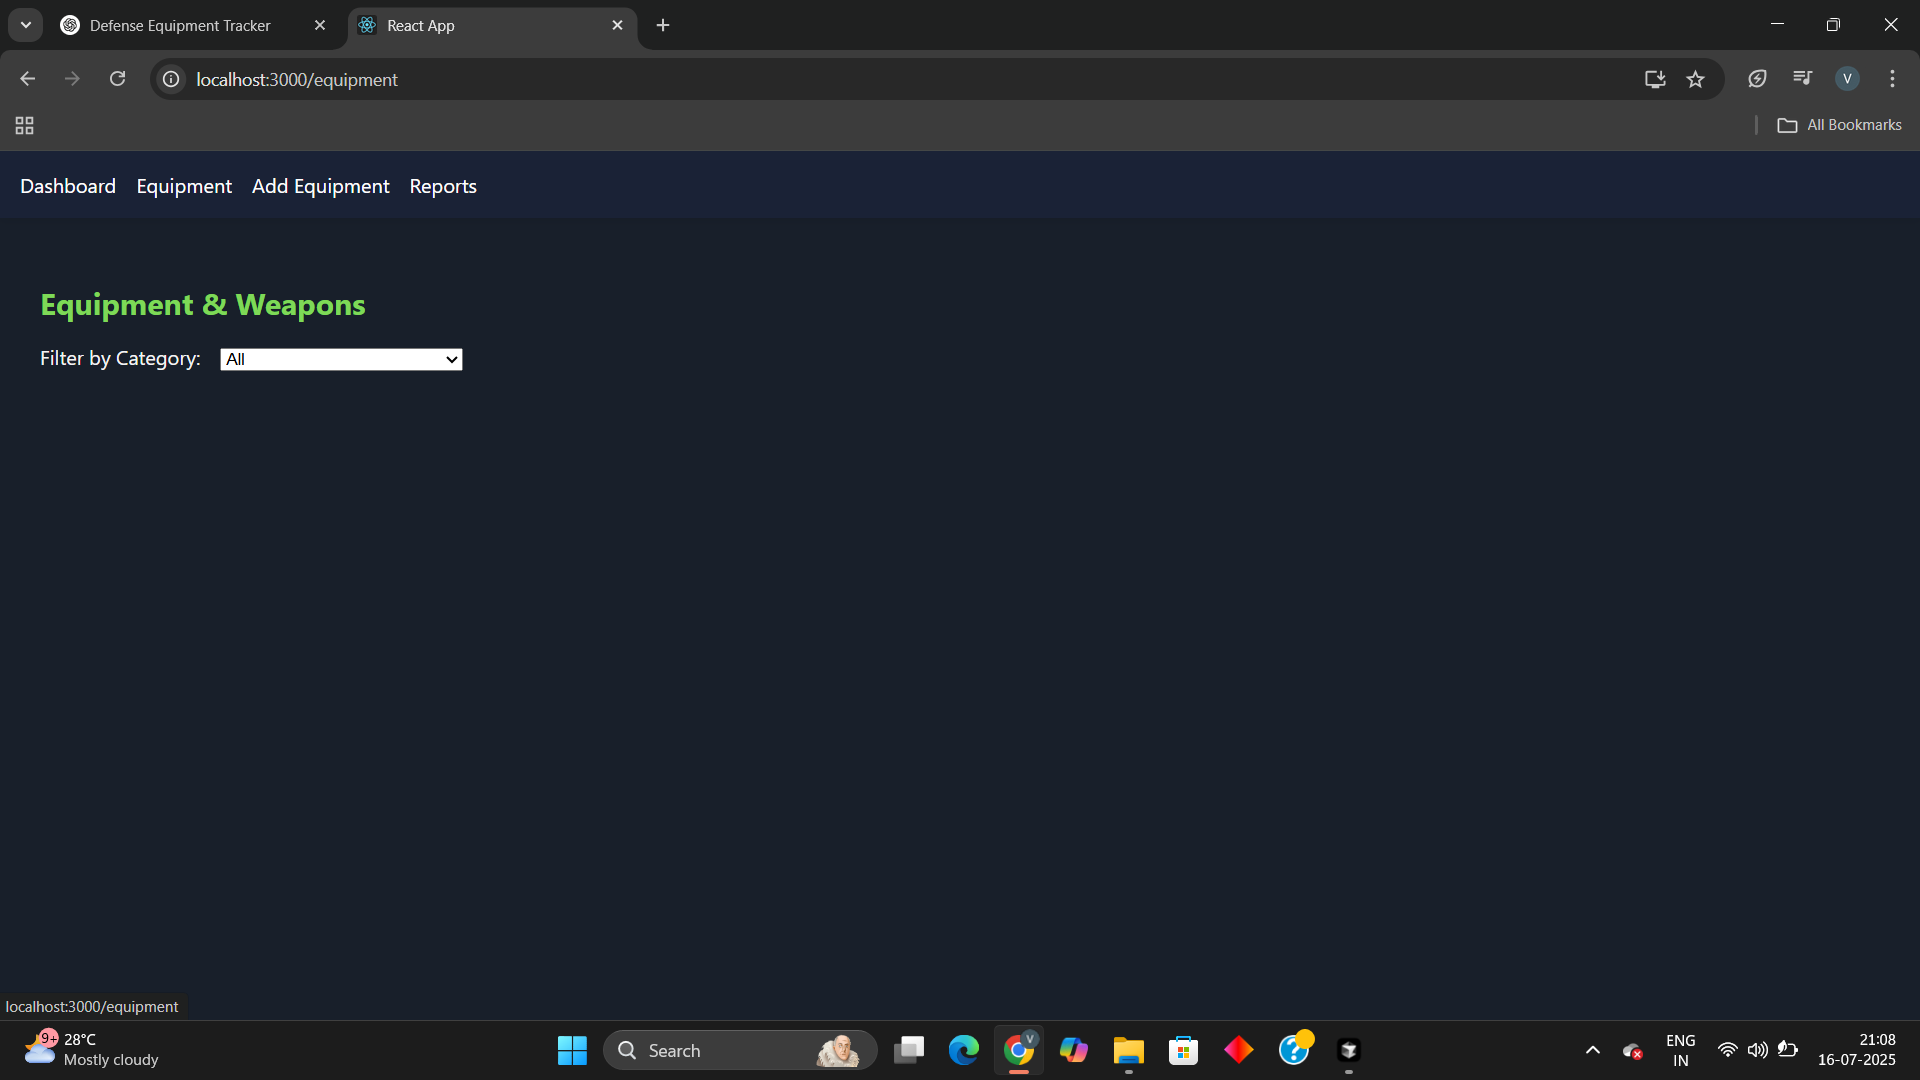 Defense Equipment Tracker
React App
localhost:3000/equipment
All Bookmarks
Dashboard Equipment Add Equipment Reports
Equipment & Weapons
Filter by Category: All
localhost:3000/equipment
9+ 28°C
Mostly cloudy
Search
V
ENG
IN
21:08
16-07-2025